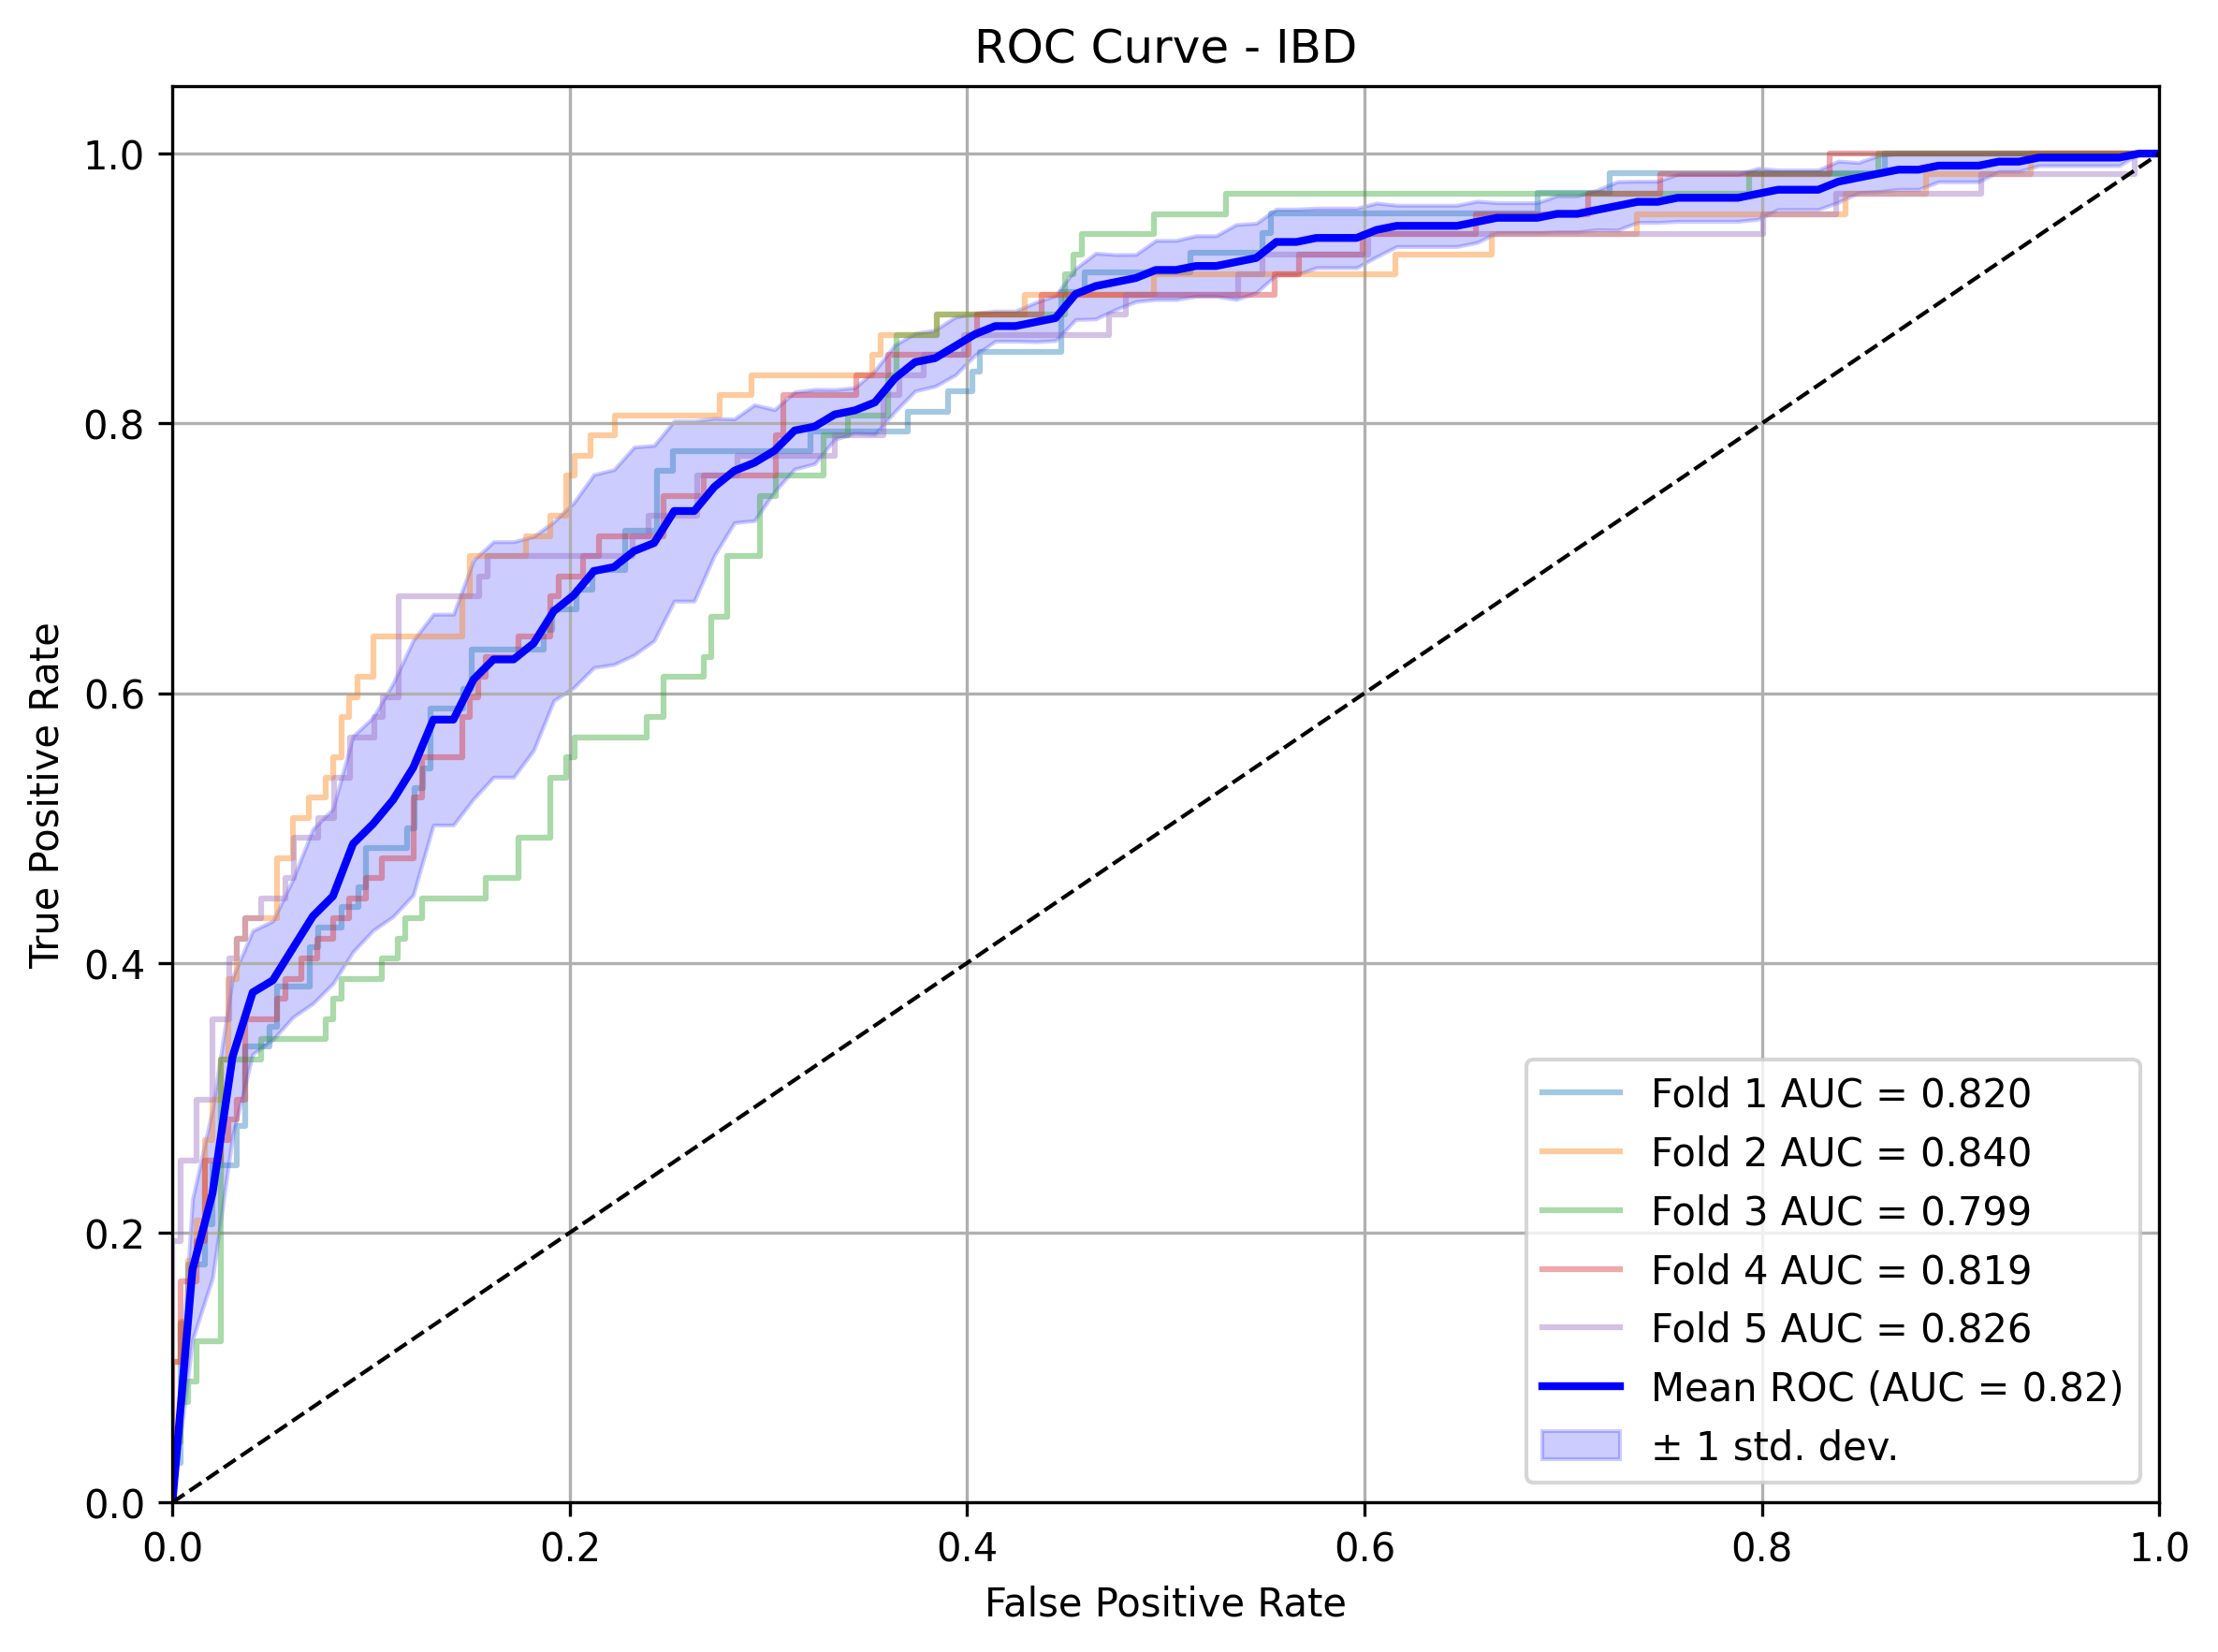 ROC Curve - IBD
1.0
0.8
0.6
0.4
0.2
0.0
True Positive Rate
0.0 0.2 0.4 0.6 0.8 1.0
False Positive Rate
Fold 1 AUC = 0.820
Fold 2 AUC = 0.840
Fold 3 AUC = 0.799
Fold 4 AUC = 0.819
Fold 5 AUC = 0.826
Mean ROC (AUC = 0.82)
± 1 std. dev.